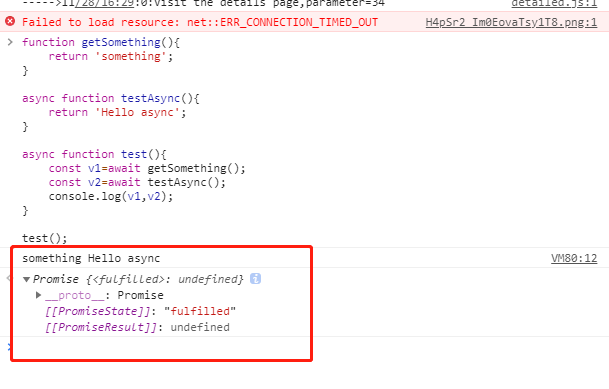 ----->11/28/16:29:0:Visit the details page,parameter=34 detailed.js:1
Failed to load resource: net::ERR_CONNECTION_TIMED_OUT H4pSr2 Im0EovaTsy1T8.png:1
> function getSomething(){
return 'something';
}
async function testAsync(){
return 'Hello async';
}
async function test(){
const v1=await getSomething();
const v2=await testAsync();
console.log(v1,v2);
}
test();
something Hello async VM80:12
Promise {<fulfilled>: undefined} i
__proto__: Promise
[[PromiseState]]: "fulfilled"
[[PromiseResult]]: undefined
>